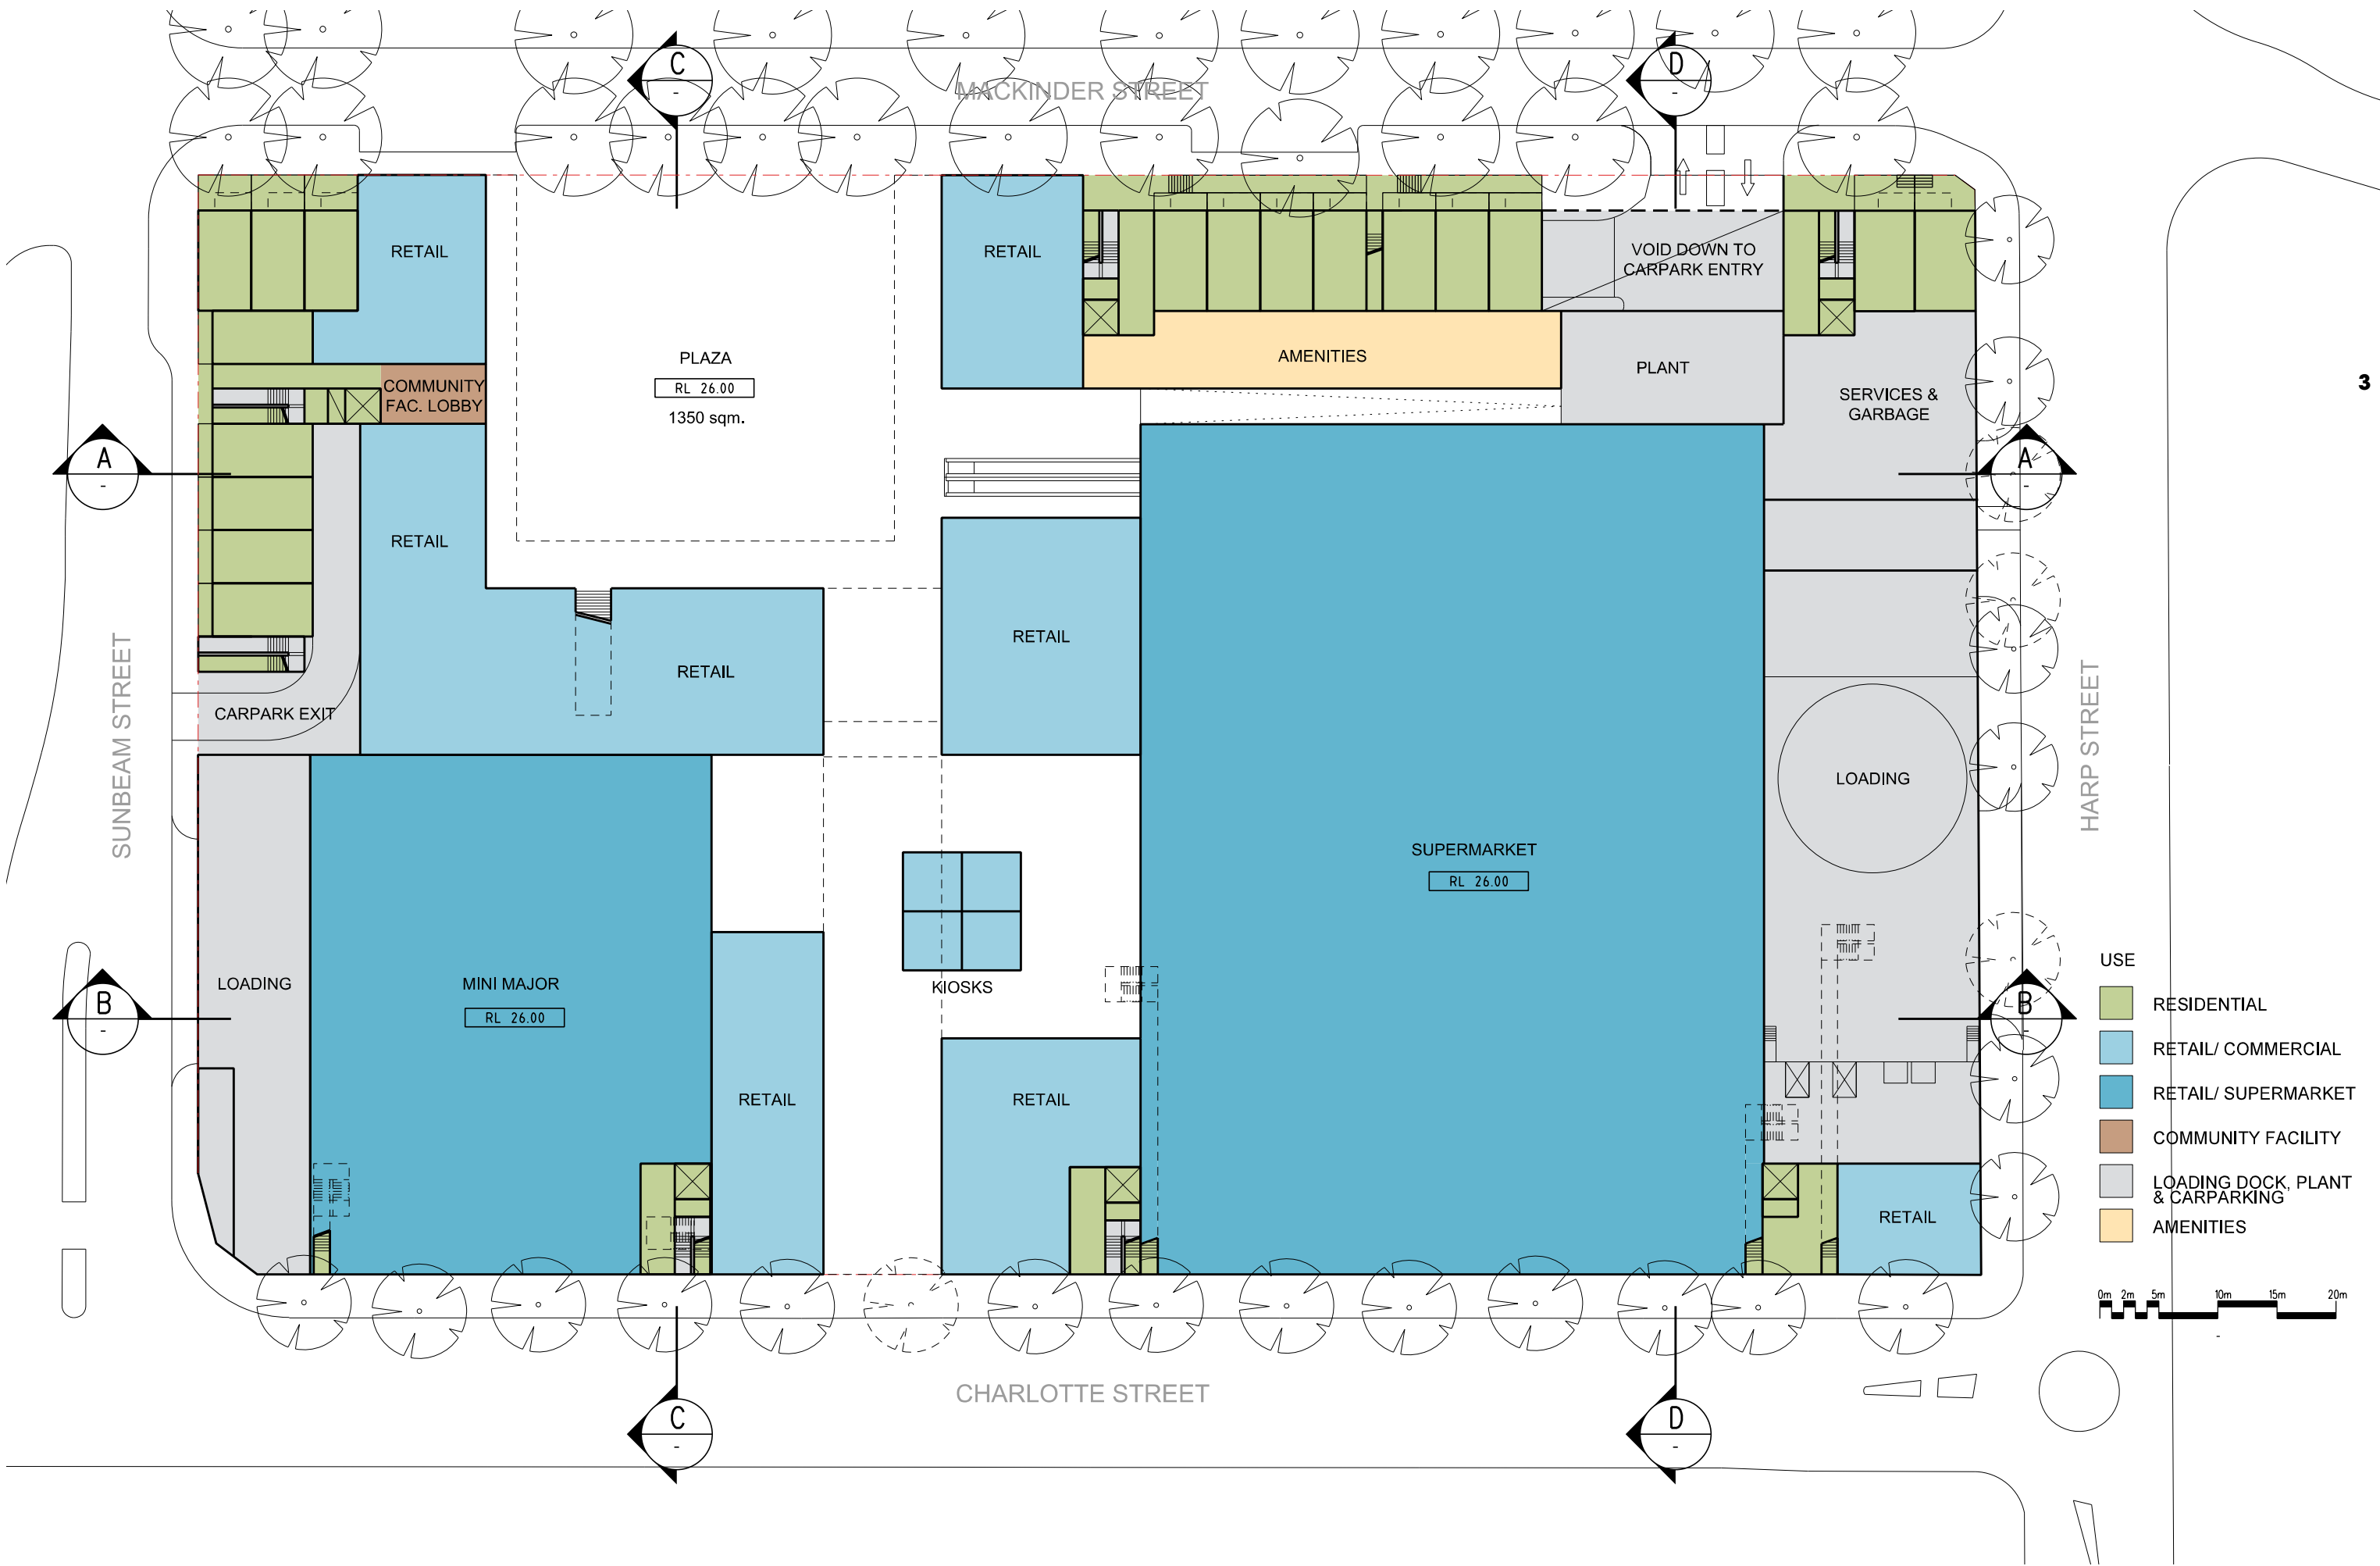 C
-
D
-
MACKINDER STREET
RETAIL
RETAIL
VOID DOWN TO
CARPARK ENTRY
PLAZA
RL 26.00
1350 sqm.
AMENITIES
PLANT
COMMUNITY
FAC. LOBBY
SERVICES &
GARBAGE
3
A
-
A
-
RETAIL
RETAIL
RETAIL
SUNBEAM STREET
CARPARK EXIT
HARP STREET
LOADING
SUPERMARKET
RL 26.00
LOADING
MINI MAJOR
RL 26.00
KIOSKS
B
-
B
-
RETAIL
RETAIL
RETAIL
USE
RESIDENTIAL
RETAIL/ COMMERCIAL
RETAIL/ SUPERMARKET
COMMUNITY FACILITY
LOADING DOCK, PLANT
& CARPARKING
AMENITIES
0m 2m 5m 10m 15m 20m
-
CHARLOTTE STREET
C
-
D
-